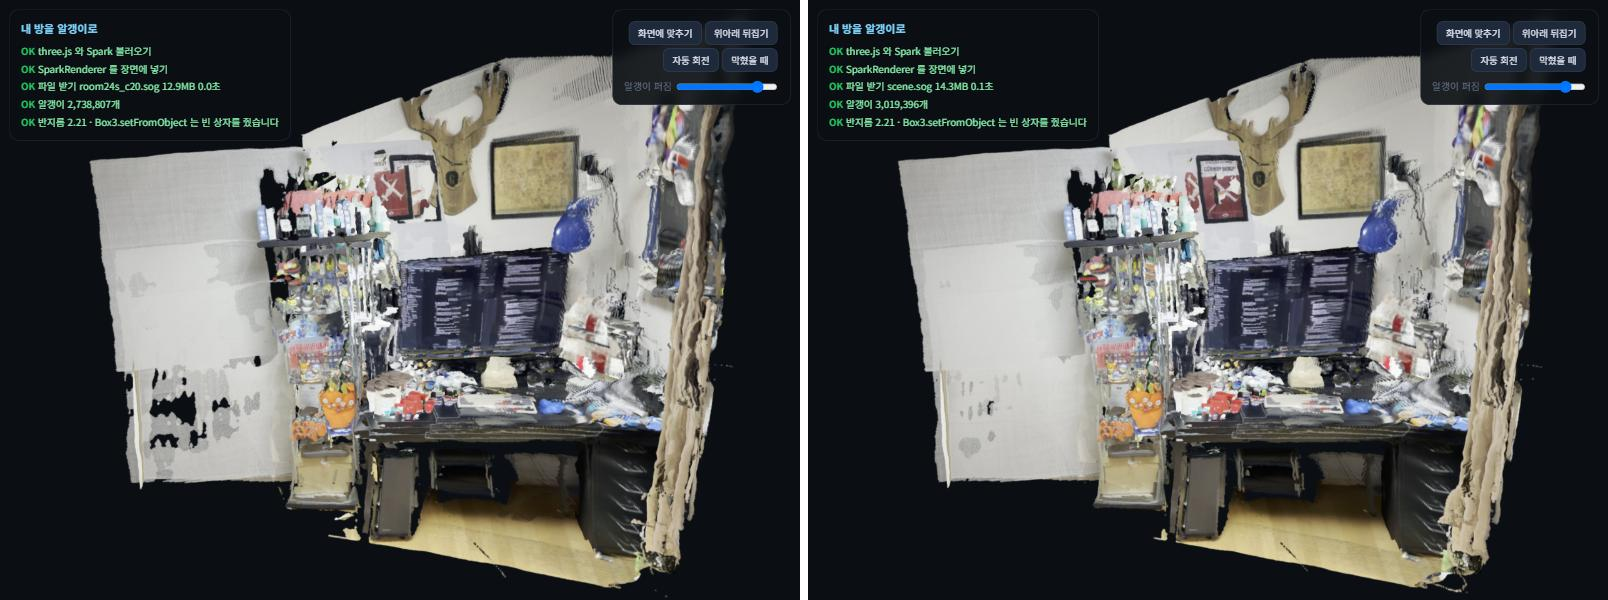 내 방을 알갱이로
OK three.js 와 Spark 불러오기
OK SparkRenderer 를 장면에 넣기
OK 파일 받기 room24s_c20.sog 12.9MB 0.0초
OK 알갱이 2,738,807개
OK 반지름 2.21 · Box3.setFromObject 는 빈 상자를 줬습니다
화면에 맞추기 위아래 뒤집기
자동 회전 막혔을 때
알갱이 퍼짐
내 방을 알갱이로
OK three.js 와 Spark 불러오기
OK SparkRenderer 를 장면에 넣기
OK 파일 받기 scene.sog 14.3MB 0.1초
OK 알갱이 3,019,396개
OK 반지름 2.21 · Box3.setFromObject 는 빈 상자를 줬습니다
화면에 맞추기 위아래 뒤집기
자동 회전 막혔을 때
알갱이 퍼짐